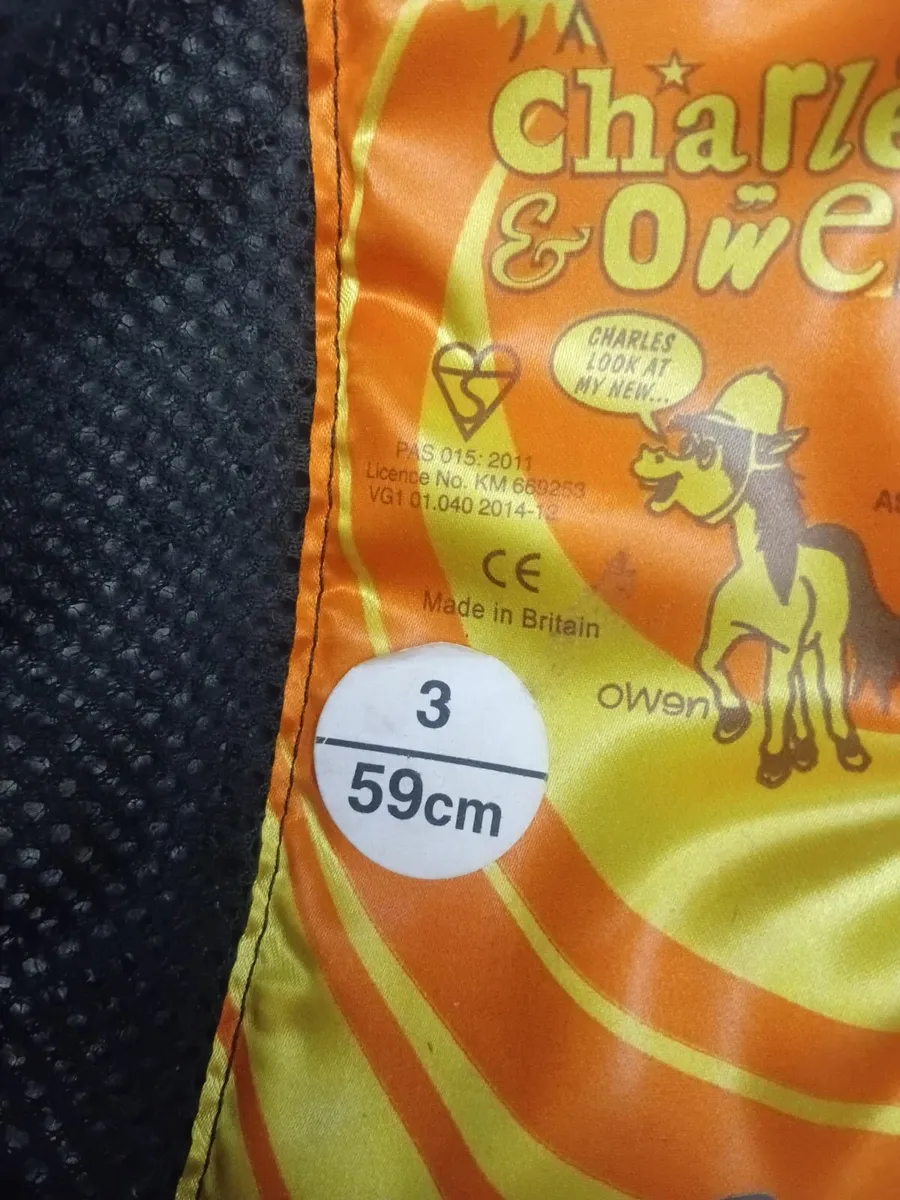 Charle
& Owe
CHARLES
LOOK AT
MY NEW...
PAS 015: 2011
Licence No. KM 669253
VG1 01.040 2014-12
CE
Made in Britain
owen
3
59cm